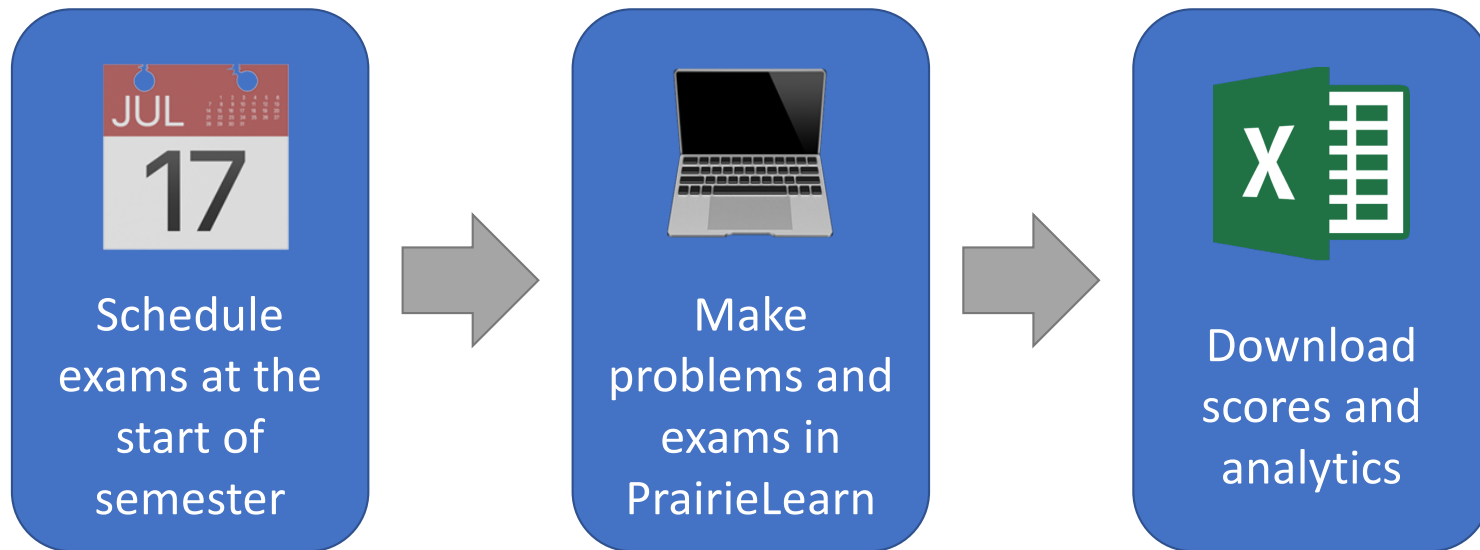 JUL
17
Schedule
exams at the
start of
semester
Make
problems and
exams in
PrairieLearn
X
Download
scores and
analytics